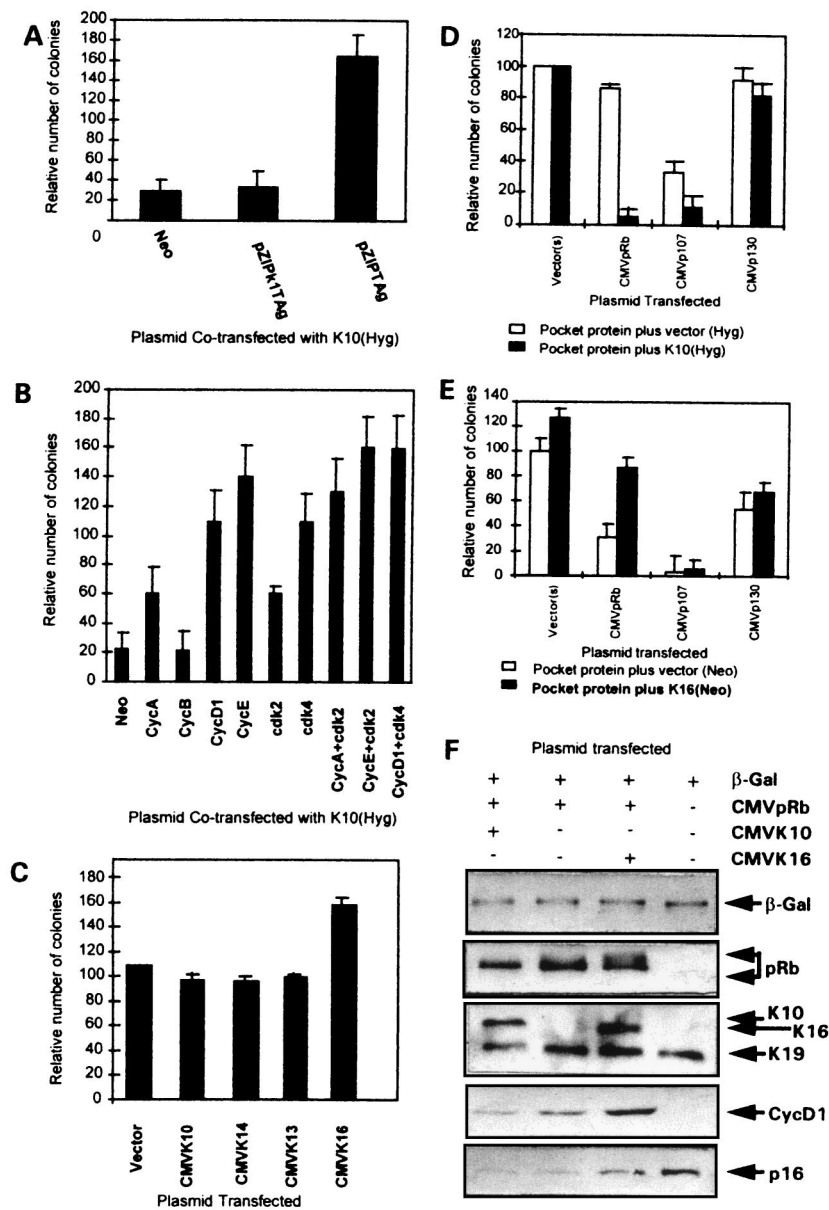 A
Relative number of colonies
200
180
160
140
120
100
80
60
40
20
0
Neo
pZIPk1TAg
pZIPTAg
Plasmid Co-transfected with K10(Hyg)
B
Relative number of colonies
200
180
160
140
120
100
80
60
40
20
0
Neo
CycA
CycB
CycD1
CycE
cdk2
cdk4
CycA+cdk2
CycE+cdk2
CycD1+cdk4
Plasmid Co-transfected with K10(Hyg)
C
Relative number of colonies
180
160
140
120
100
80
60
40
20
0
Vector
CMVK10
CMVK14
CMVK13
CMVK16
Plasmid Transfected
D
Relative number of colonies
120
100
80
60
40
20
0
Vector(s)
CMVpRb
CMVp107
CMVp130
Plasmid Transfected
Pocket protein plus vector (Hyg)
Pocket protein plus K10(Hyg)
E
Relative number of colonies
140
120
100
80
60
40
20
0
Vector(s)
CMVpRb
CMVp107
CMVp130
Plasmid transfected
Pocket protein plus vector (Neo)
Pocket protein plus K16(Neo)
F
Plasmid transfected
+ + + + β-Gal
+ + + - CMVpRb
+ - - - CMVK10
- - + - CMVK16
β-Gal
pRb
K10
K16
K19
CycD1
p16